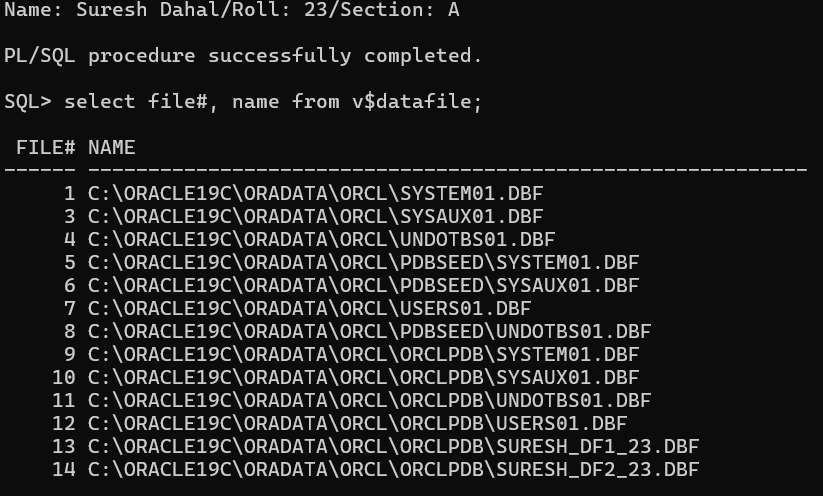 Name: Suresh Dahal/Roll: 23/Section: A
PL/SQL procedure successfully completed.
SQL> select file#, name from v$datafile;
FILE# NAME
------ ------------------------------------------------------------
1 C:\ORACLE19C\ORADATA\ORCL\SYSTEM01.DBF
3 C:\ORACLE19C\ORADATA\ORCL\SYSAUX01.DBF
4 C:\ORACLE19C\ORADATA\ORCL\UNDOTBS01.DBF
5 C:\ORACLE19C\ORADATA\ORCL\PDBSEED\SYSTEM01.DBF
6 C:\ORACLE19C\ORADATA\ORCL\PDBSEED\SYSAUX01.DBF
7 C:\ORACLE19C\ORADATA\ORCL\USERS01.DBF
8 C:\ORACLE19C\ORADATA\ORCL\PDBSEED\UNDOTBS01.DBF
9 C:\ORACLE19C\ORADATA\ORCL\ORCLPDB\SYSTEM01.DBF
10 C:\ORACLE19C\ORADATA\ORCL\ORCLPDB\SYSAUX01.DBF
11 C:\ORACLE19C\ORADATA\ORCL\ORCLPDB\UNDOTBS01.DBF
12 C:\ORACLE19C\ORADATA\ORCL\ORCLPDB\USERS01.DBF
13 C:\ORACLE19C\ORADATA\ORCL\ORCLPDB\SURESH_DF1_23.DBF
14 C:\ORACLE19C\ORADATA\ORCL\ORCLPDB\SURESH_DF2_23.DBF